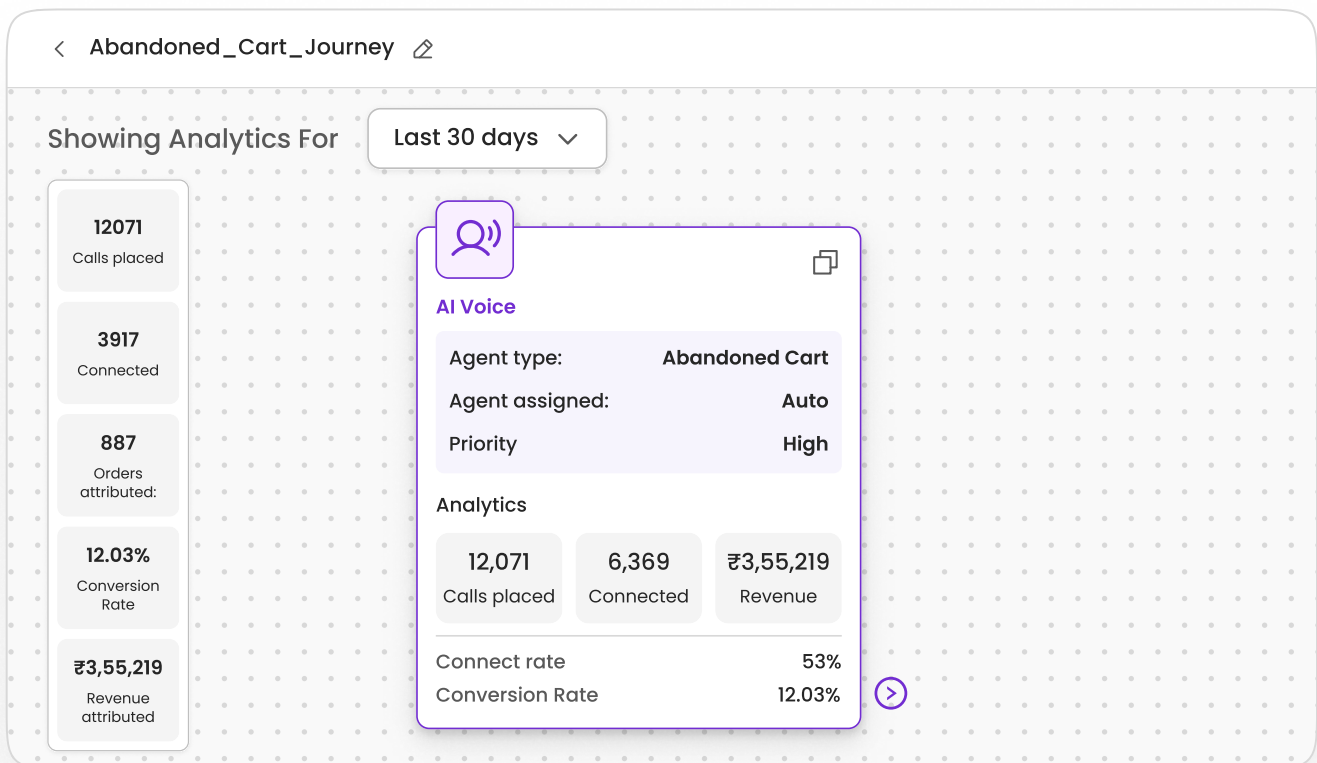 Abandoned_Cart_Journey
Showing Analytics For
Last 30 days
12071
Calls placed
3917
Connected
887
Orders
attributed:
12.03%
Conversion
Rate
₹3,55,219
Revenue
attributed
AI Voice
Agent type: Abandoned Cart
Agent assigned: Auto
Priority High
Analytics
12,071 6,369 ₹3,55,219
Calls placed Connected Revenue
Connect rate 53%
Conversion Rate 12.03%